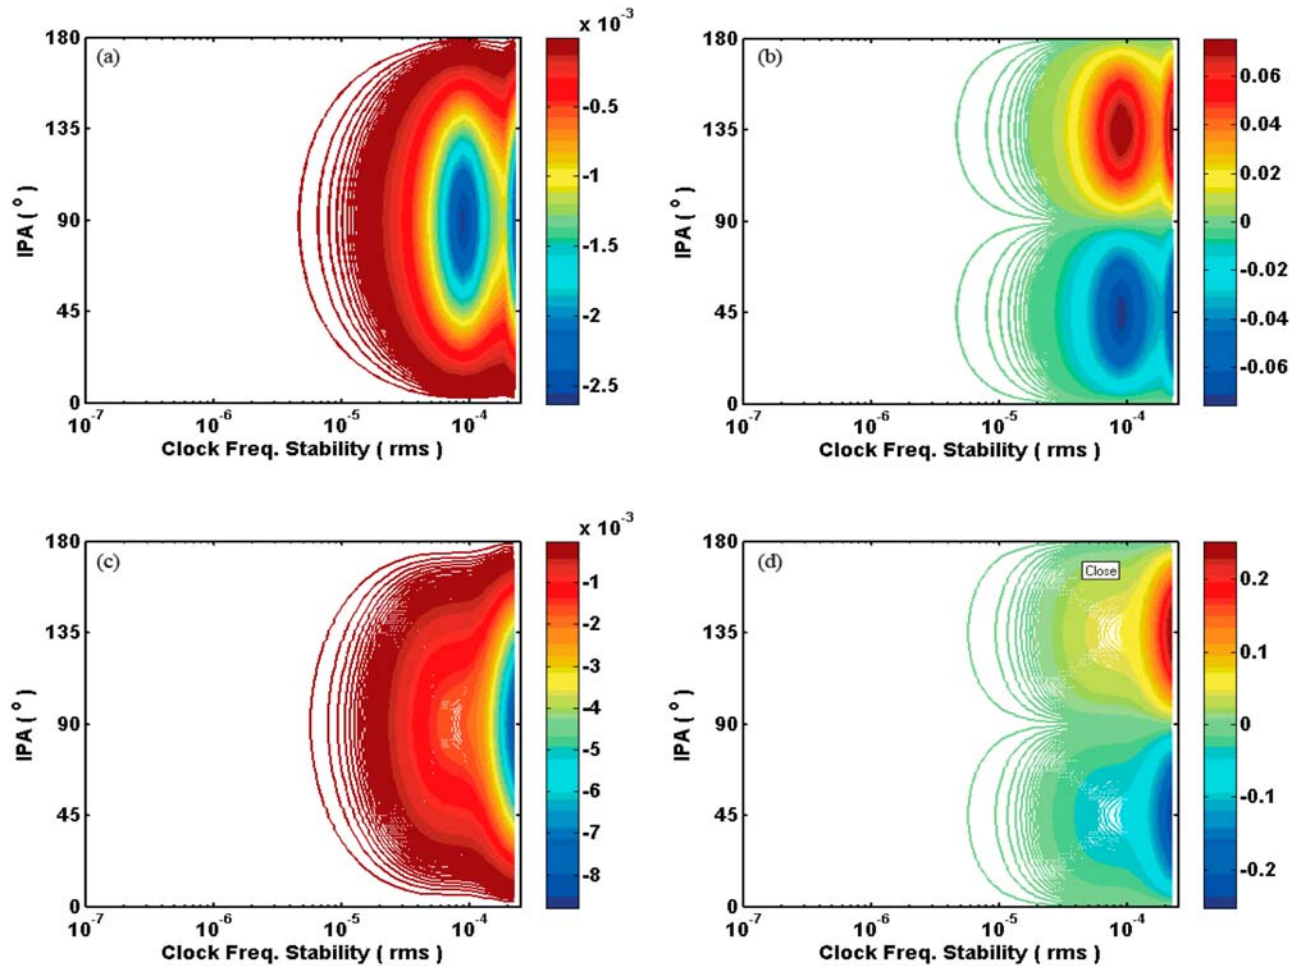 x 10^-3
(a)
180
135
90
45
0
IPA ( ° )
10^-7 10^-6 10^-5 10^-4
Clock Freq. Stability ( rms )
-0.5
-1
-1.5
-2
-2.5
(b)
180
135
90
45
0
IPA ( ° )
10^-7 10^-6 10^-5 10^-4
Clock Freq. Stability ( rms )
0.06
0.04
0.02
0
-0.02
-0.04
-0.06
x 10^-3
(c)
180
135
90
45
0
IPA ( ° )
10^-7 10^-6 10^-5 10^-4
Clock Freq. Stability ( rms )
-1
-2
-3
-4
-5
-6
-7
-8
(d)
Close
180
135
90
45
0
IPA ( ° )
10^-7 10^-6 10^-5 10^-4
Clock Freq. Stability ( rms )
0.2
0.1
0
-0.1
-0.2